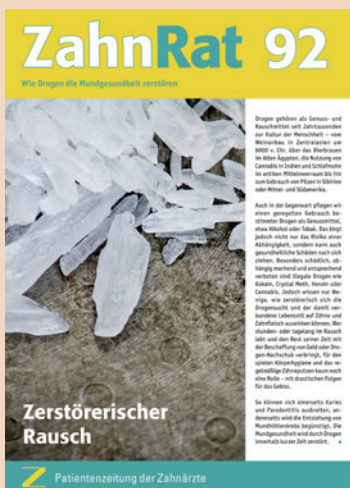 ZahnRat 92
Wie Drogen die Mundgesundheit zerstören
Drogen gehören als Genuss- und
Rauschmittel seit Jahrtausenden
zur Kultur der Menschheit – vom
Weinanbau in Zentralasien um
6000 v. Chr. über das Bierbrauen
im Alten Ägypten, die Nutzung von
Cannabis in Indien und Schlafmohn
im antiken Mittelmeerraum bis hin
zum Gebrauch von Pilzen in Sibirien
oder Mittel- und Südamerika.
Auch in der Gegenwart pflegen wir
einen geregelten Gebrauch be-
stimmter Drogen als Genussmittel,
etwa Alkohol oder Tabak. Das birgt
jedoch nicht nur das Risiko einer
Abhängigkeit, sondern kann auch
gesundheitliche Schäden nach sich
ziehen. Besonders schädlich, ab-
hängig machend und entsprechend
verboten sind illegale Drogen wie
Kokain, Crystal Meth, Heroin oder
Cannabis. Jedoch wissen nur We-
nige, wie zerstörerisch sich die
Drogensucht und der damit ver-
bundene Lebensstil auf Zähne und
Zahnfleisch auswirken können. Wer
stunden- oder tagelang im Rausch
lebt und den Rest seiner Zeit mit
der Beschaffung von Geld oder Dro-
gen-Nachschub verbringt, für den
spielen Körperhygiene und das re-
gelmäßige Zähneputzen kaum noch
eine Rolle – mit drastischen Folgen
für das Gebiss.
So können sich einerseits Karies
und Parodontitis ausbreiten, an-
dererseits wird die Entstehung von
Mundhöhlenkrebs begünstigt. Die
Mundgesundheit wird durch Drogen
innerhalb kurzer Zeit zerstört.
Zerstörerischer
Rausch
Patientenzeitung der Zahnärzte